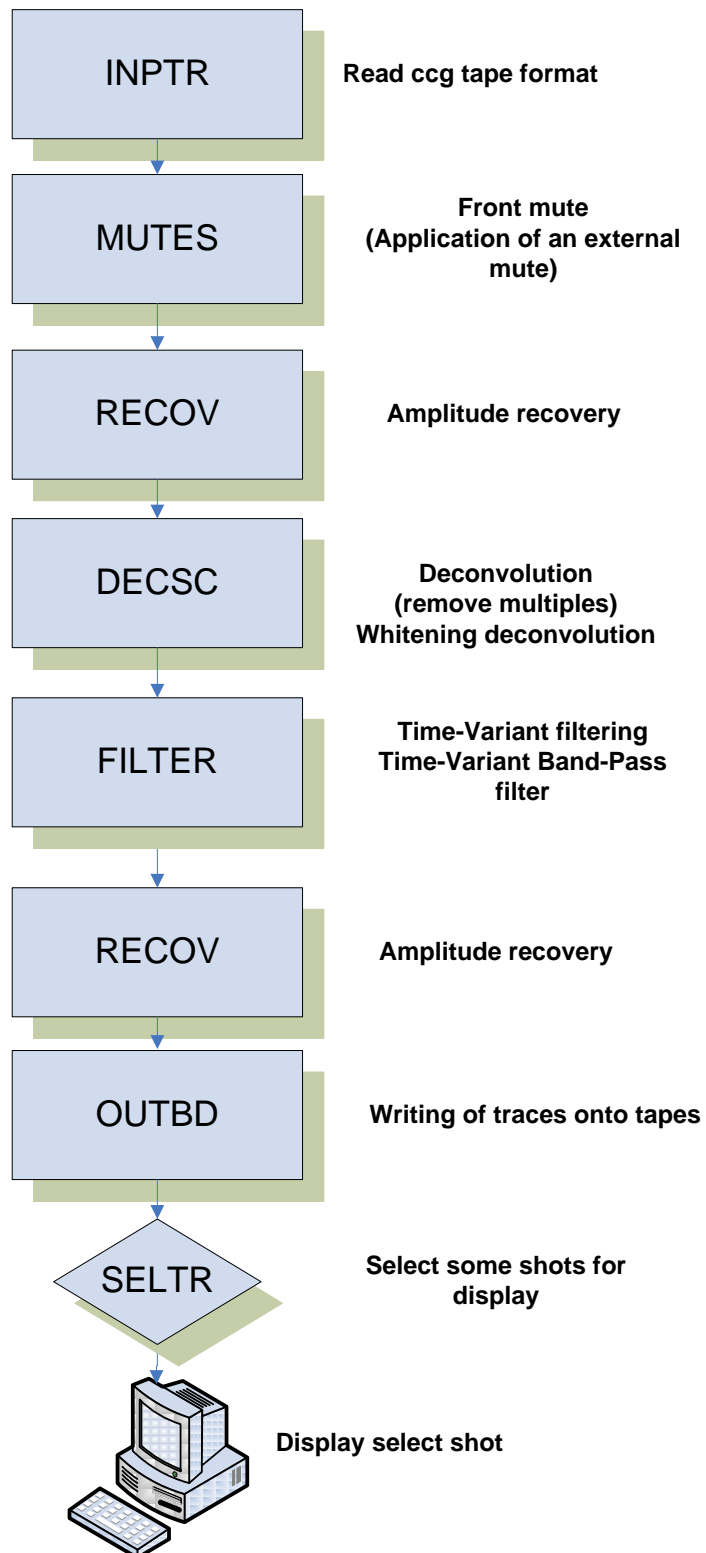 INPTR
Read ccg tape format
MUTES
Front mute
(Application of an external
mute)
RECOV
Amplitude recovery
DECSC
Deconvolution
(remove multiples)
Whitening deconvolution
FILTER
Time-Variant filtering
Time-Variant Band-Pass
filter
RECOV
Amplitude recovery
OUTBD
Writing of traces onto tapes
SELTR
Select some shots for
display
Display select shot